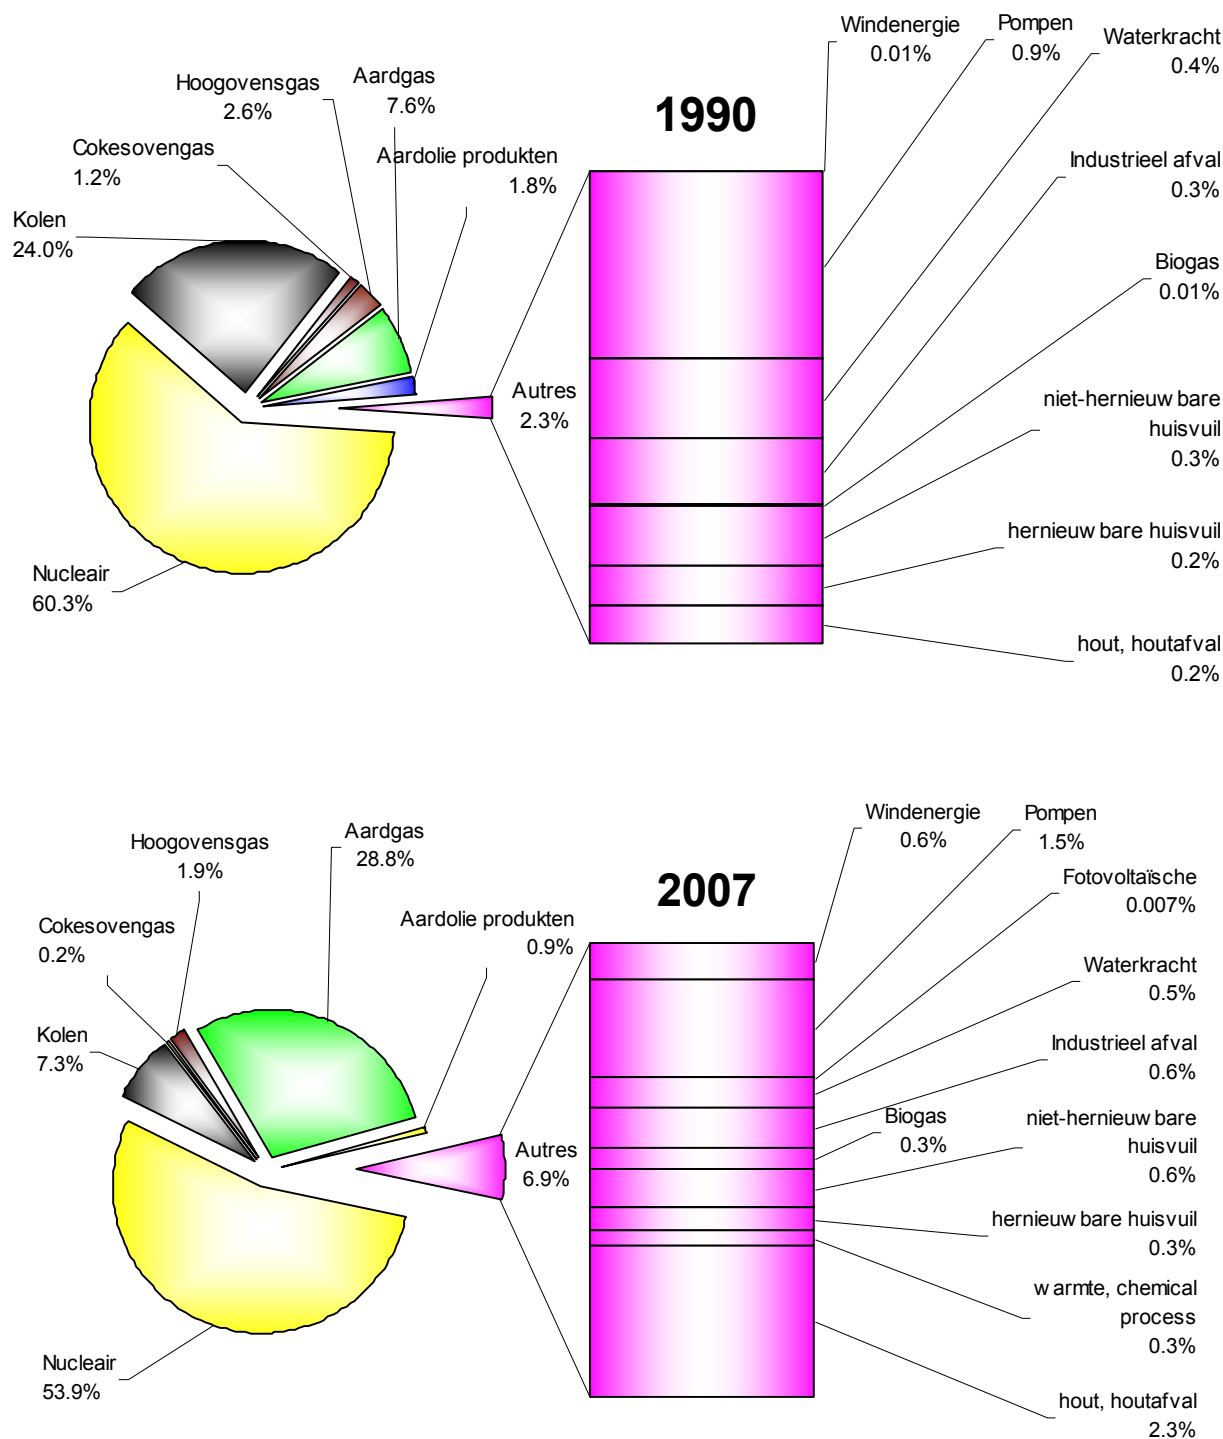 Windenergie
0.01%
Pompen
0.9%
Waterkracht
0.4%
Hoogovensgas
2.6%
Aardgas
7.6%
1990
Cokesovengas
1.2%
Aardolie produkten
1.8%
Industrieel afval
0.3%
Kolen
24.0%
Biogas
0.01%
Autres
2.3%
niet-hernieuw bare
huisvuil
0.3%
hernieuw bare huisvuil
0.2%
Nucleair
60.3%
hout, houtafval
0.2%
Windenergie
0.6%
Pompen
1.5%
Hoogovensgas
1.9%
Aardgas
28.8%
2007
Fotovoltaïsche
0.007%
Cokesovengas
0.2%
Aardolie produkten
0.9%
Waterkracht
0.5%
Kolen
7.3%
Industrieel afval
0.6%
Biogas
0.3%
niet-hernieuw bare
huisvuil
0.6%
Autres
6.9%
hernieuw bare huisvuil
0.3%
w armte, chemical
process
0.3%
Nucleair
53.9%
hout, houtafval
2.3%